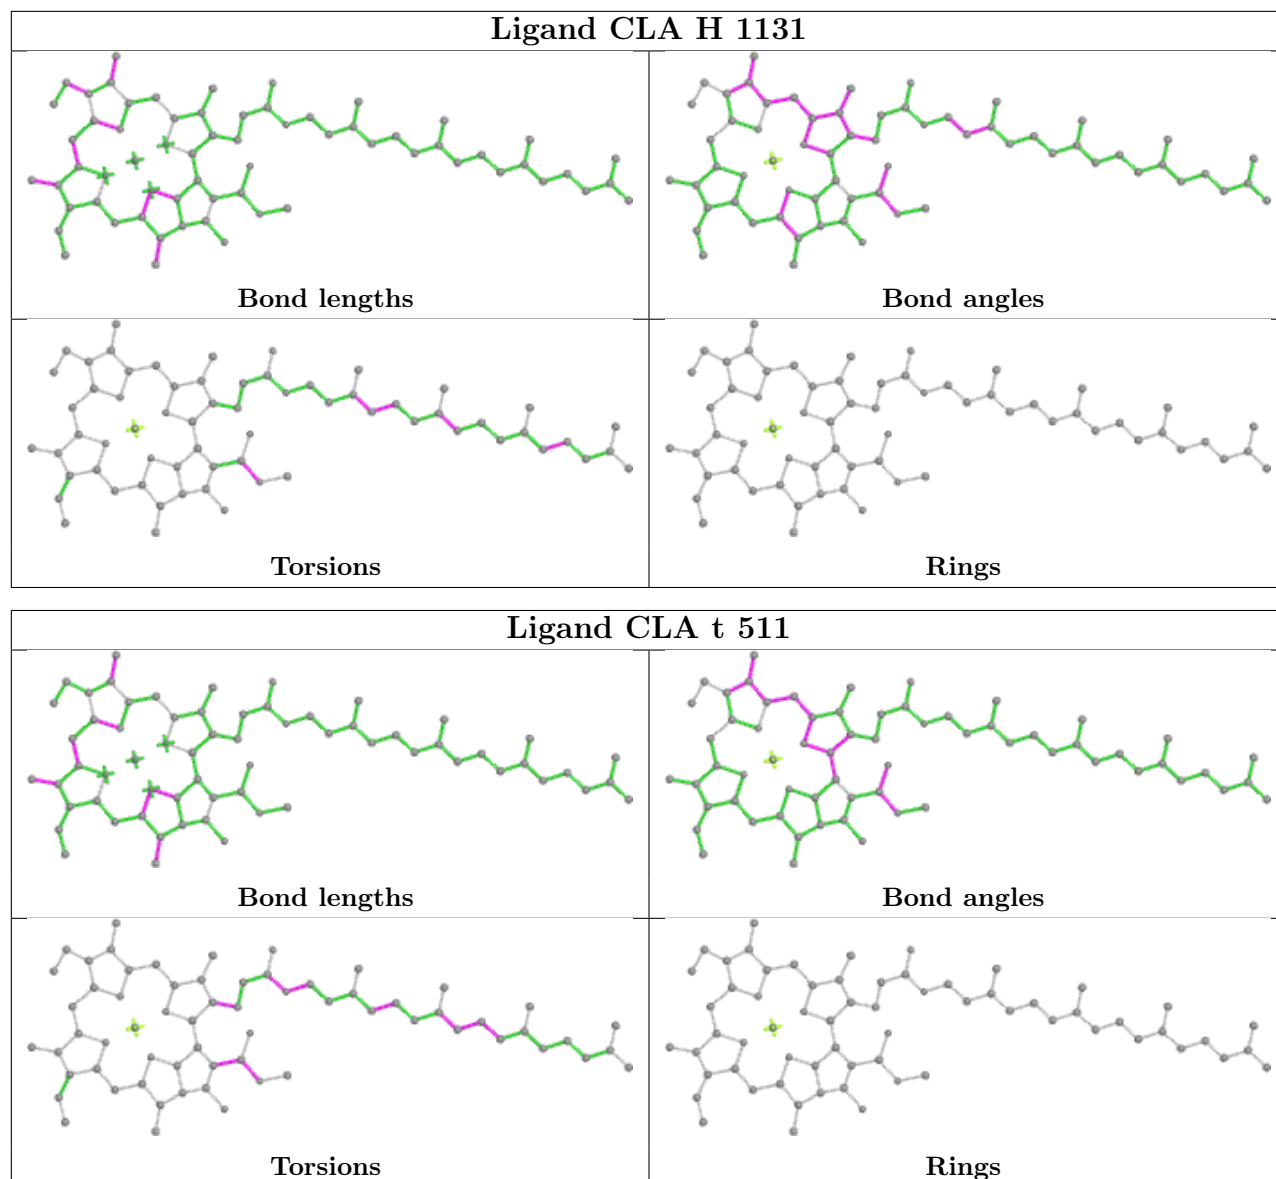 Ligand CLA H 1131
Bond lengths
Bond angles
Torsions
Rings
Ligand CLA t 511
Bond lengths
Bond angles
Torsions
Rings